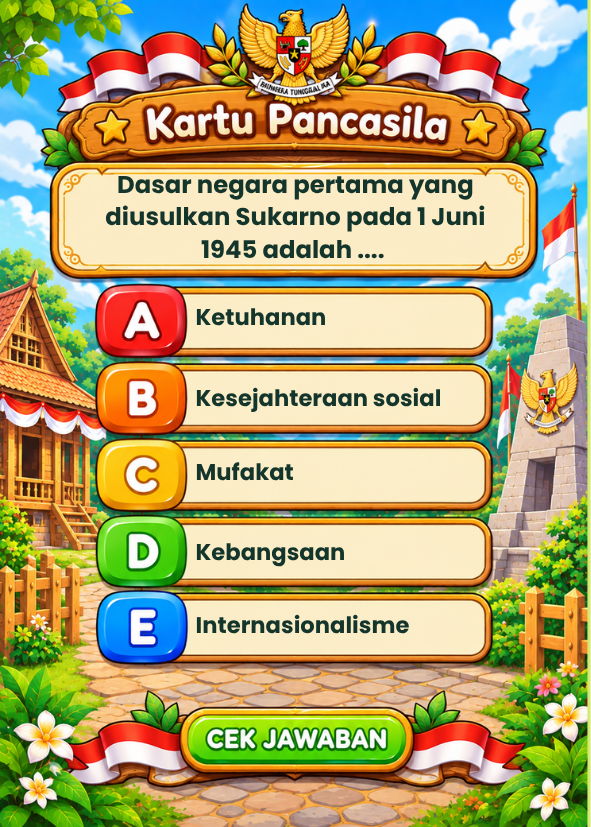 BHINNEKA TUNGGAL IKA
Kartu Pancasila
Dasar negara pertama yang
diusulkan Sukarno pada 1 Juni
1945 adalah ....
A Ketuhanan
B Kesejahteraan sosial
C Mufakat
D Kebangsaan
E Internasionalisme
CEK JAWABAN